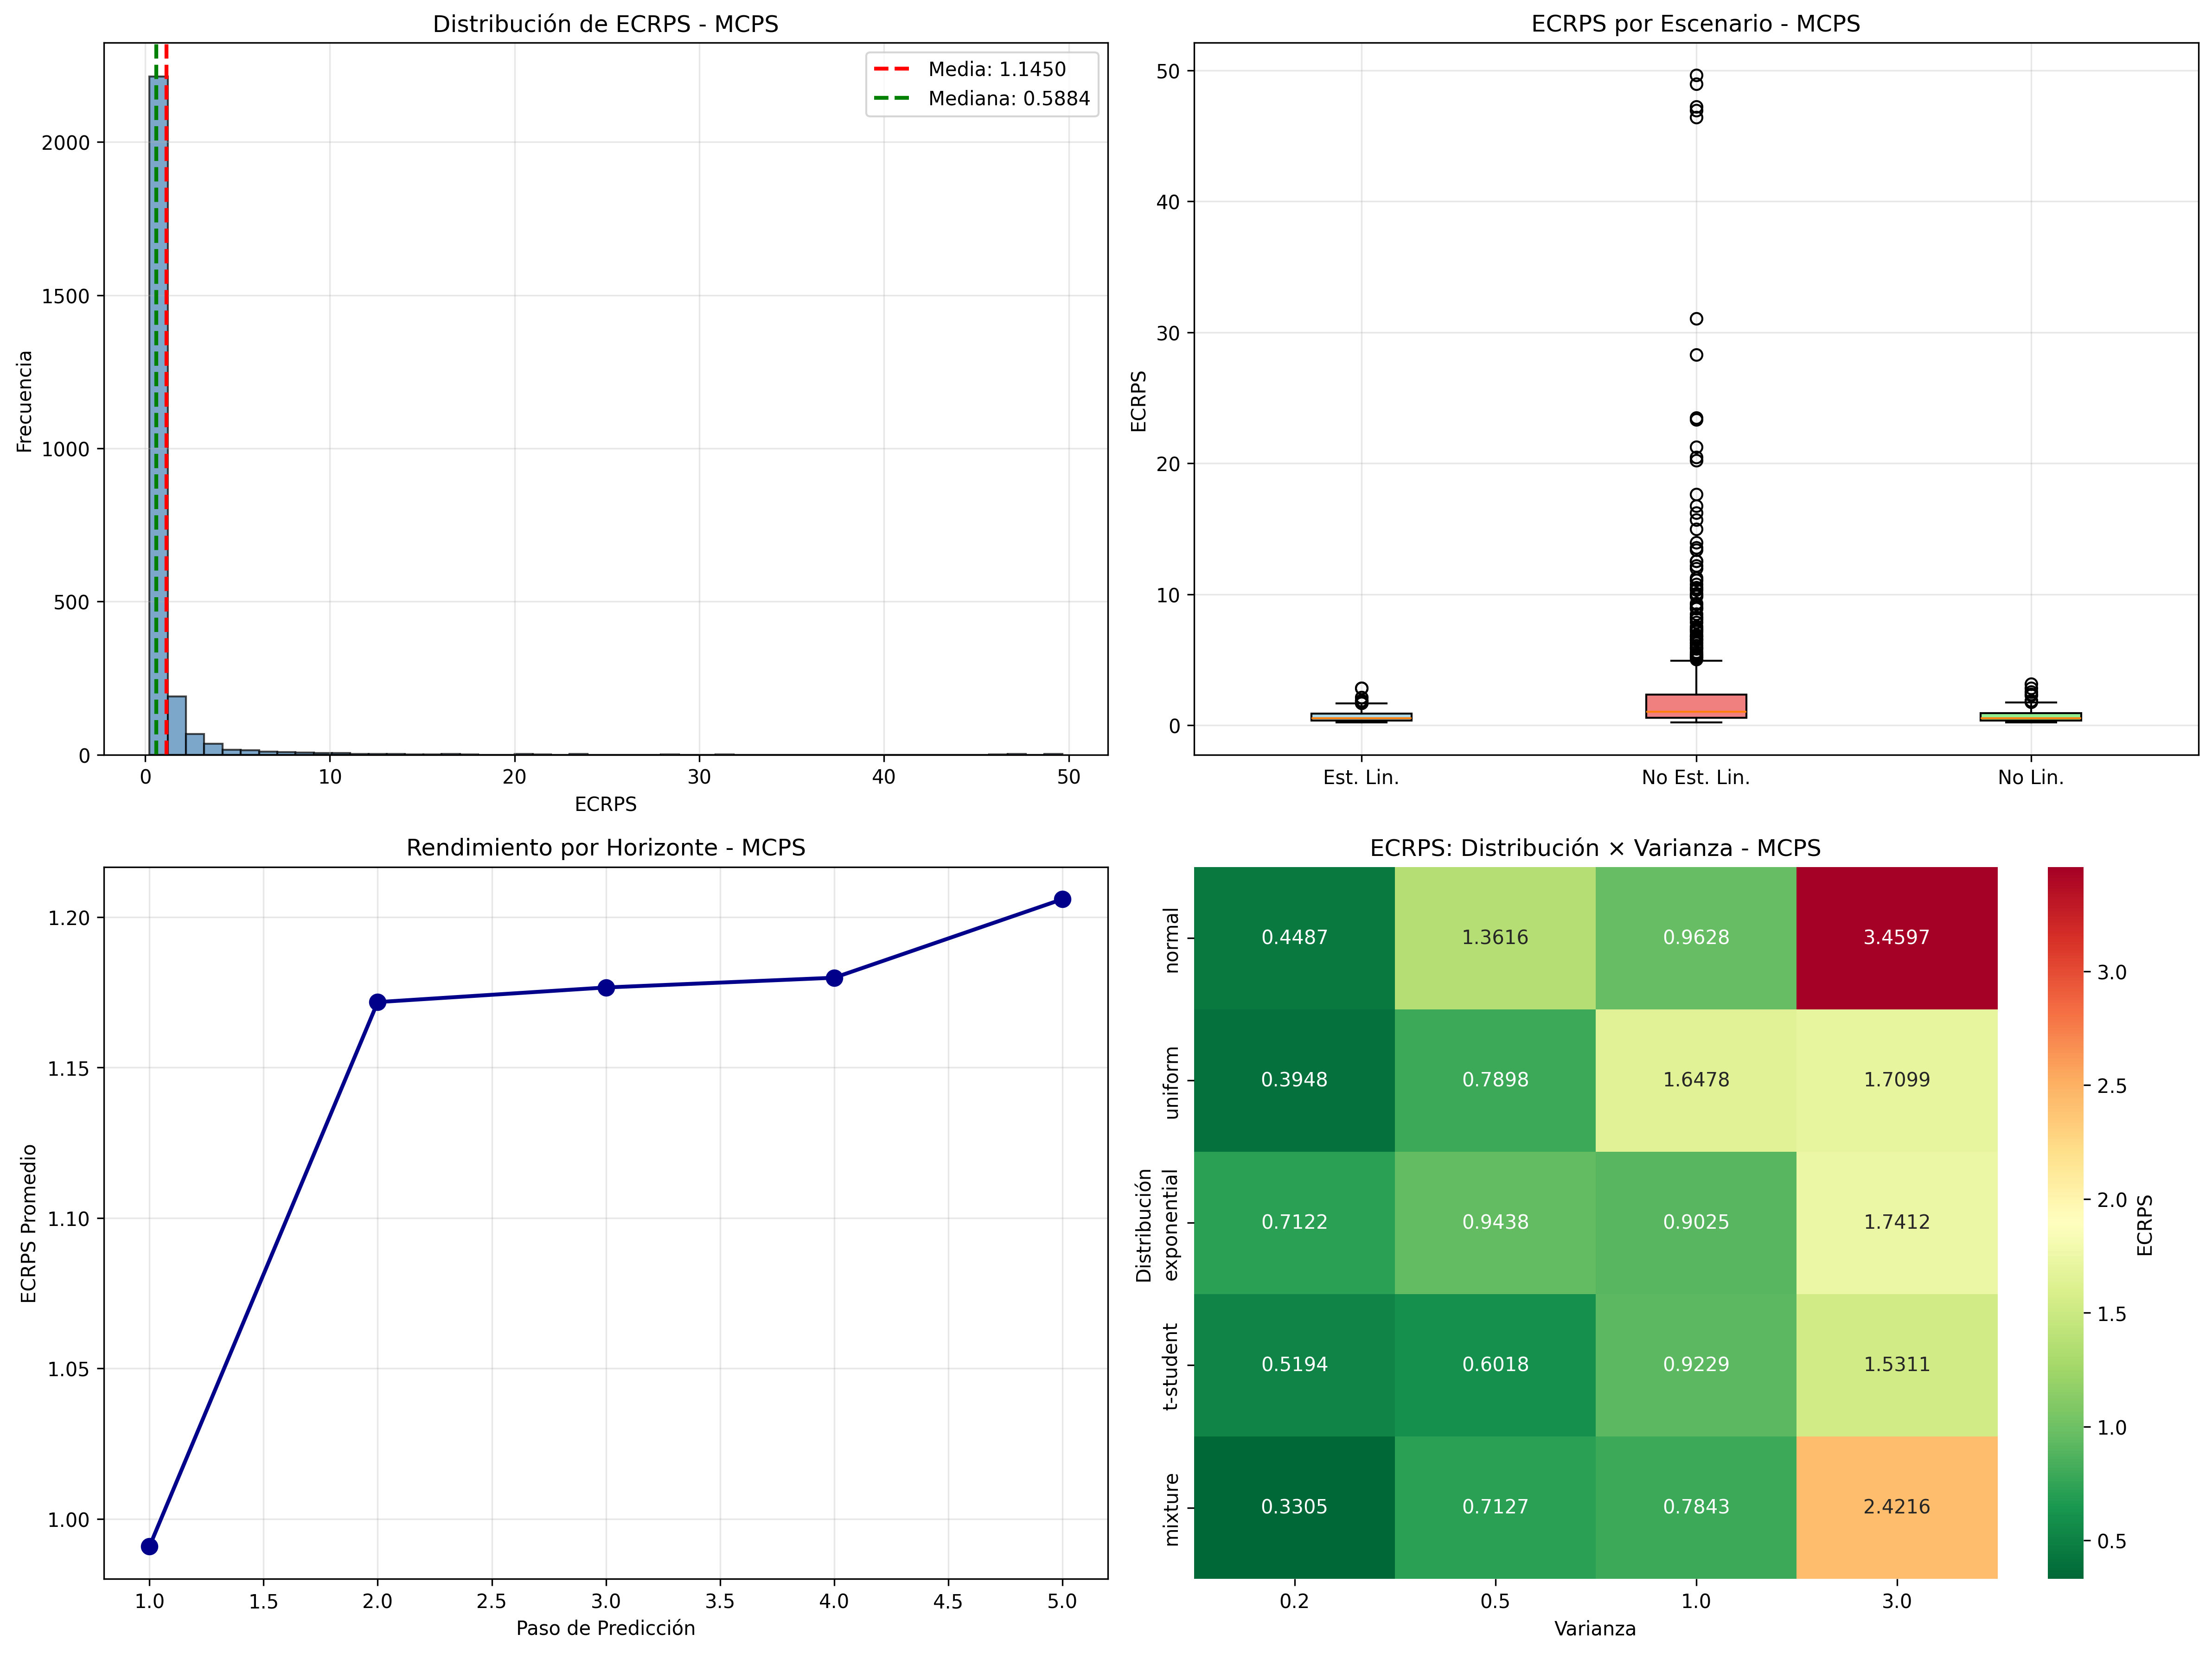 Distribución de ECRPS - MCPS
Media: 1.1450
Mediana: 0.5884
Frecuencia
0
500
1000
1500
2000
0 10 20 30 40 50
ECRPS
ECRPS por Escenario - MCPS
ECRPS
50
40
30
20
10
0
Est. Lin. No Est. Lin. No Lin.
Rendimiento por Horizonte - MCPS
ECRPS Promedio
1.20
1.15
1.10
1.05
1.00
1.0 1.5 2.0 2.5 3.0 3.5 4.0 4.5 5.0
Paso de Predicción
ECRPS: Distribución × Varianza - MCPS
Distribución
normal 0.4487 1.3616 0.9628 3.4597
uniform 0.3948 0.7898 1.6478 1.7099
exponential 0.7122 0.9438 0.9025 1.7412
t-student 0.5194 0.6018 0.9229 1.5311
mixture 0.3305 0.7127 0.7843 2.4216
0.2 0.5 1.0 3.0
Varianza
3.0
2.5
2.0
1.5
1.0
0.5
ECRPS